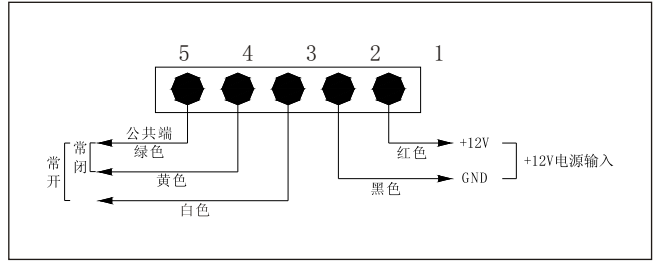 5 4 3 2 1
公共端
绿色
常闭
常开
黄色
白色
红色
+12V
黑色
GND
+12V电源输入